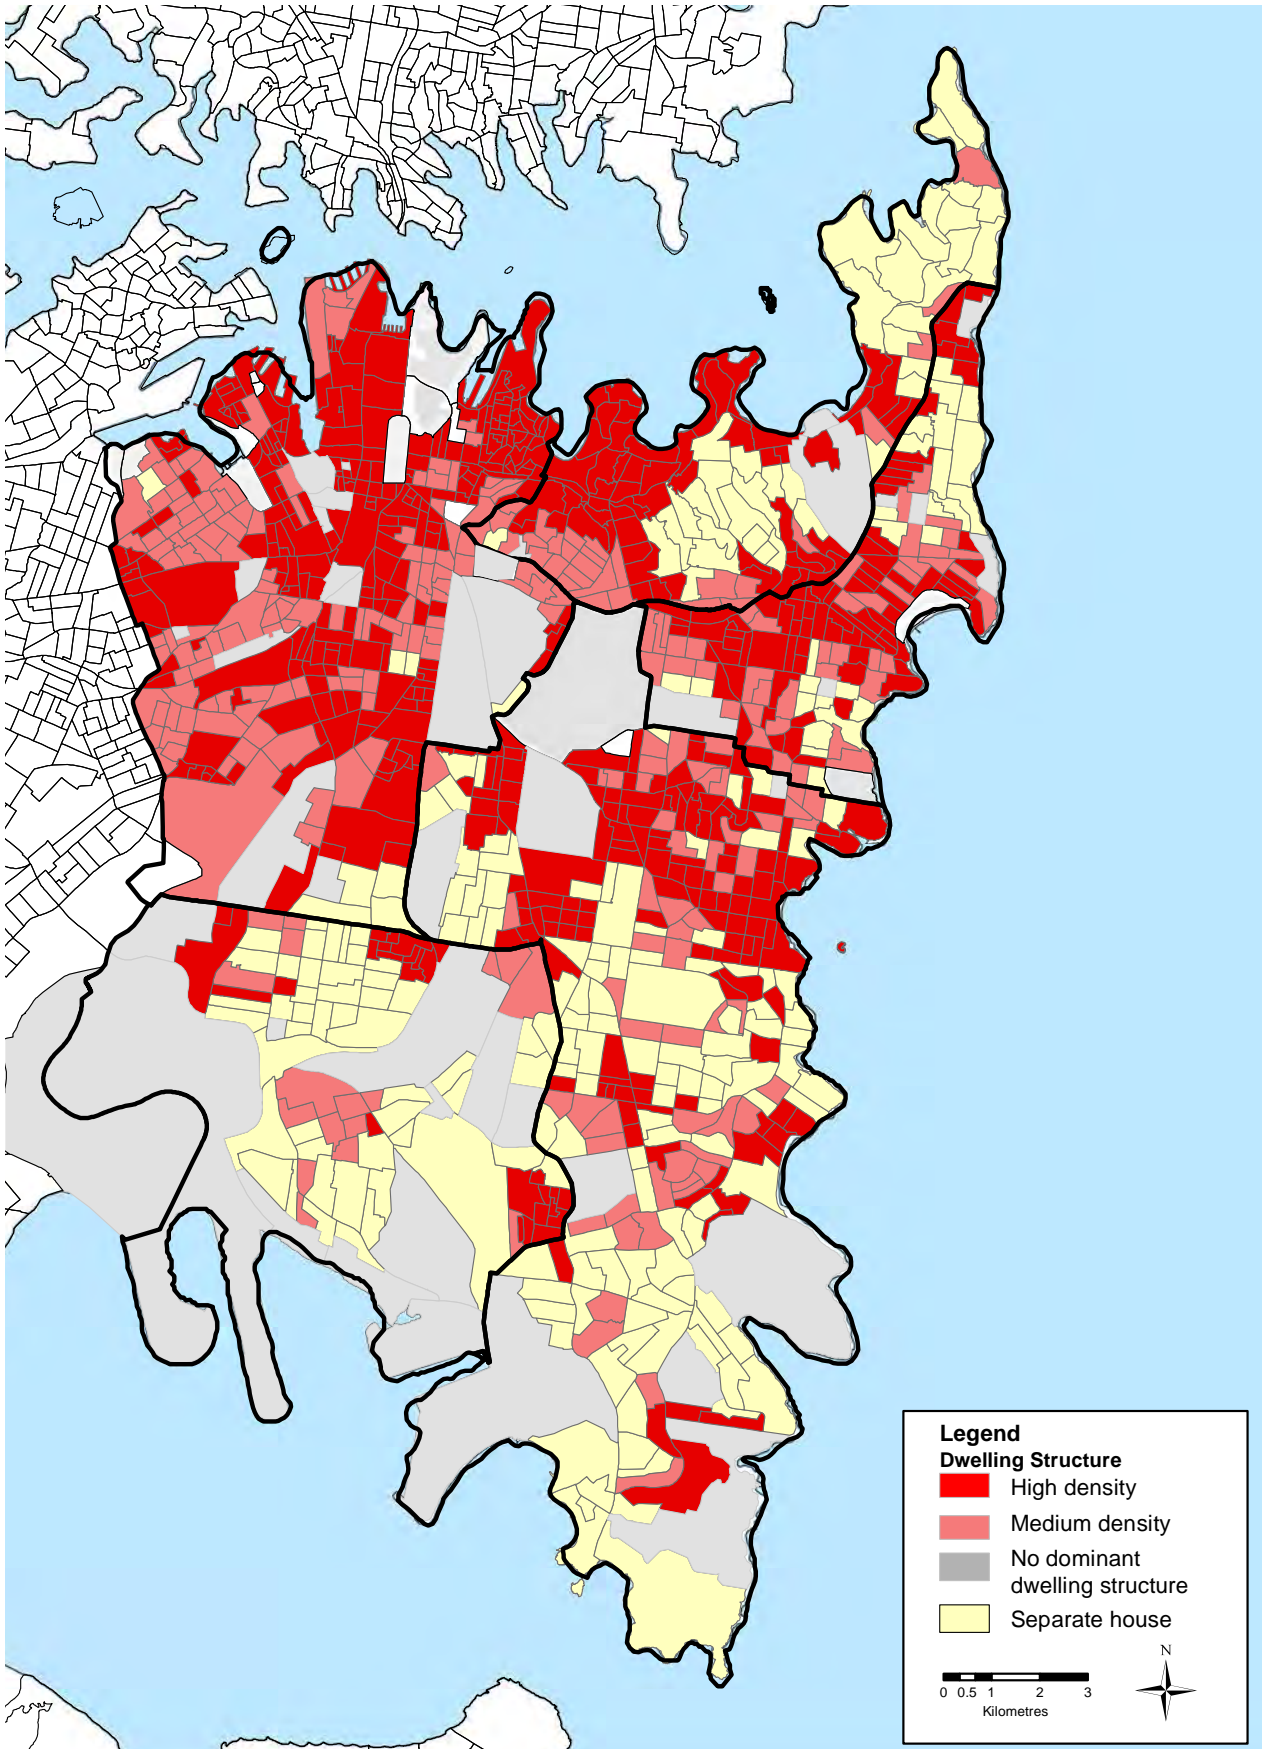 Legend
Dwelling Structure
High density
Medium density
No dominant
dwelling structure
Separate house
N
0 0.5 1 2 3
Kilometres